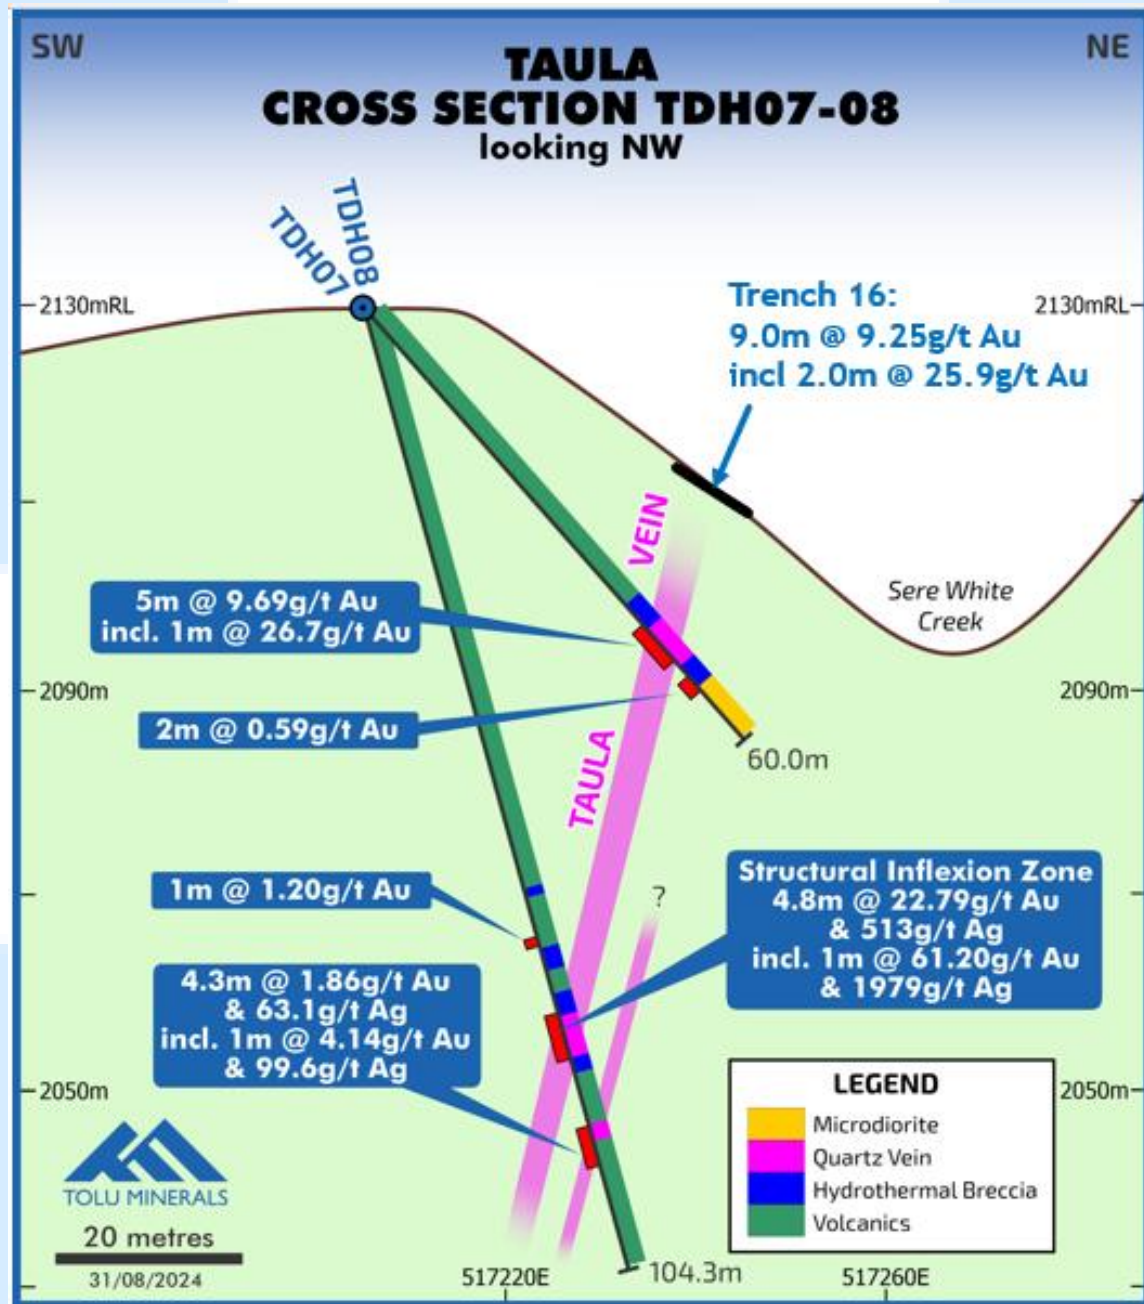 SW
NE
TAULA
CROSS SECTION TDH07-08
looking NW
TDH07
TDH08
2130mRL
2130mRL
Trench 16:
9.0m @ 9.25g/t Au
incl 2.0m @ 25.9g/t Au
VEIN
TAULA
Sere White
Creek
5m @ 9.69g/t Au
incl. 1m @ 26.7g/t Au
2090m
2090m
2m @ 0.59g/t Au
60.0m
1m @ 1.20g/t Au
?
Structural Inflexion Zone
4.8m @ 22.79g/t Au
& 513g/t Ag
incl. 1m @ 61.20g/t Au
& 1979g/t Ag
4.3m @ 1.86g/t Au
& 63.1g/t Ag
incl. 1m @ 4.14g/t Au
& 99.6g/t Ag
2050m
2050m
LEGEND
Microdiorite
Quartz Vein
Hydrothermal Breccia
Volcanics
TOLU MINERALS
20 metres
31/08/2024
517220E
104.3m
517260E